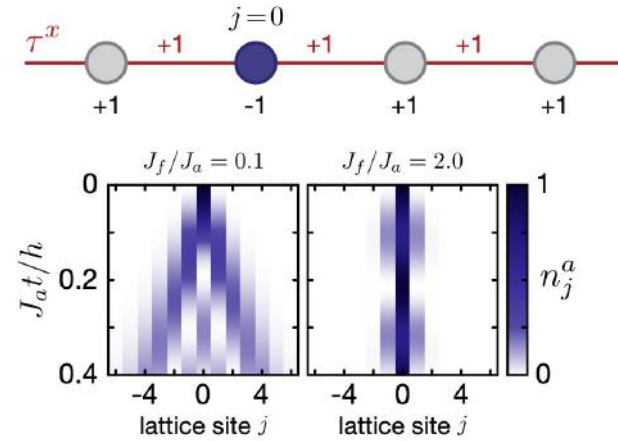 j=0
τˣ +1 +1 +1
+1 -1 +1 +1
J_f/J_a = 0.1 J_f/J_a = 2.0
0 1
0.2
0.4 0
J_a t/h
n_j^a
-4 0 4 -4 0 4
lattice site j lattice site j